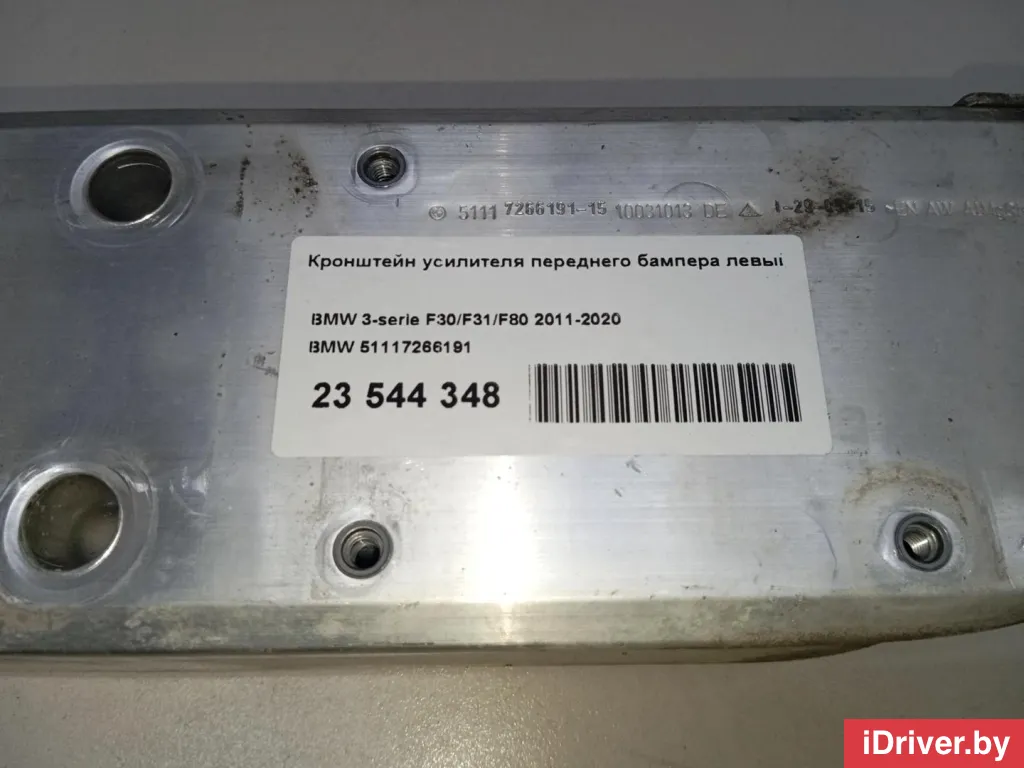 5111 7266191-15 10031013 DE
Кронштейн усилителя переднего бампера левый
BMW 3-serie F30/F31/F80 2011-2020
BMW 51117266191
23 544 348
iDriver.by